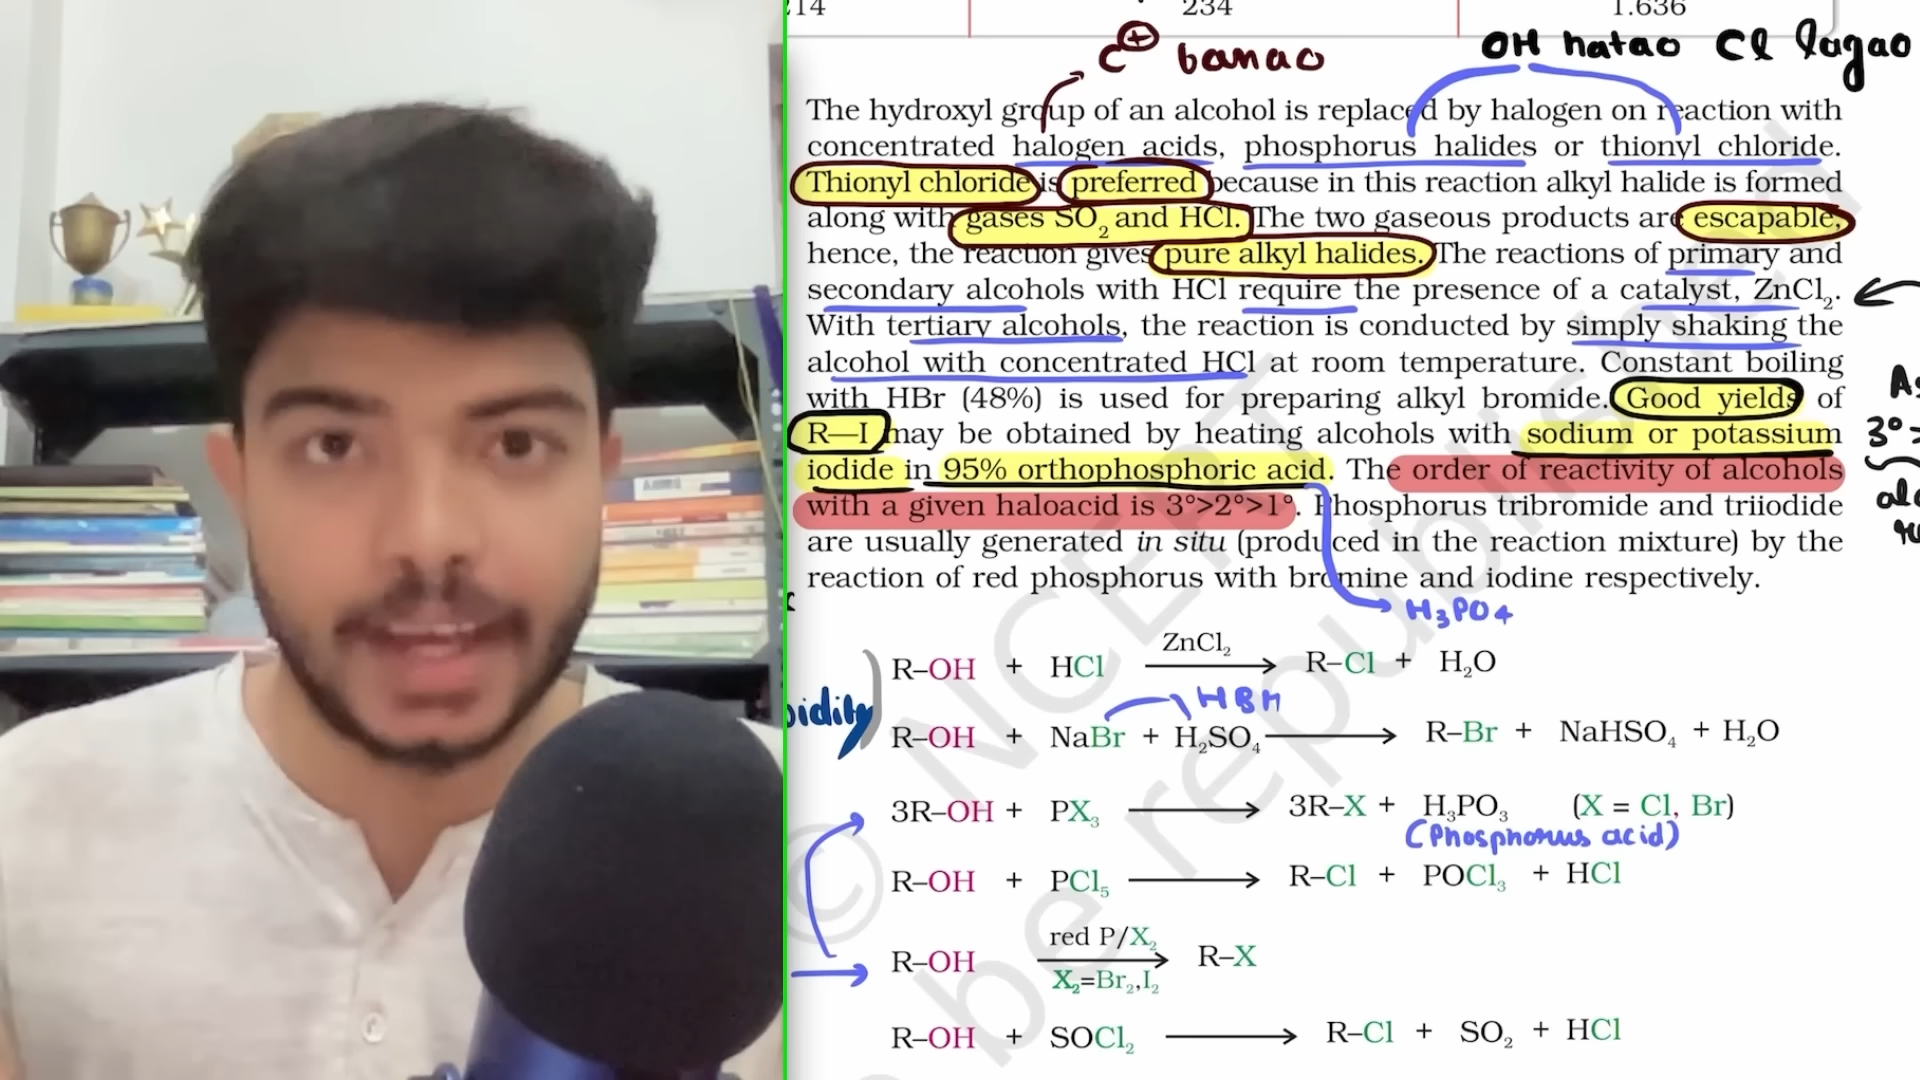 214 234 1.636
C⊕ banao
OH hatao Cl lagao
The hydroxyl group of an alcohol is replaced by halogen on reaction with
concentrated halogen acids, phosphorus halides or thionyl chloride.
Thionyl chloride is preferred because in this reaction alkyl halide is formed
along with gases SO₂ and HCl. The two gaseous products are escapable,
hence, the reaction gives pure alkyl halides. The reactions of primary and
secondary alcohols with HCl require the presence of a catalyst, ZnCl₂.
With tertiary alcohols, the reaction is conducted by simply shaking the
alcohol with concentrated HCl at room temperature. Constant boiling
with HBr (48%) is used for preparing alkyl bromide. Good yields of
R—I may be obtained by heating alcohols with sodium or potassium
iodide in 95% orthophosphoric acid. The order of reactivity of alcohols
with a given haloacid is 3°>2°>1°. Phosphorus tribromide and triiodide
are usually generated in situ (produced in the reaction mixture) by the
reaction of red phosphorus with bromine and iodine respectively.
3°>
H₃PO₄
ZnCl₂
R–OH + HCl → R–Cl + H₂O
HBr
R–OH + NaBr + H₂SO₄ → R–Br + NaHSO₄ + H₂O
3R–OH + PX₃ → 3R–X + H₃PO₃ (X = Cl, Br)
(Phosphorus acid)
R–OH + PCl₅ → R–Cl + POCl₃ + HCl
red P/X₂
R–OH → R–X
X₂=Br₂,I₂
R–OH + SOCl₂ → R–Cl + SO₂ + HCl
© NCERT
be republished